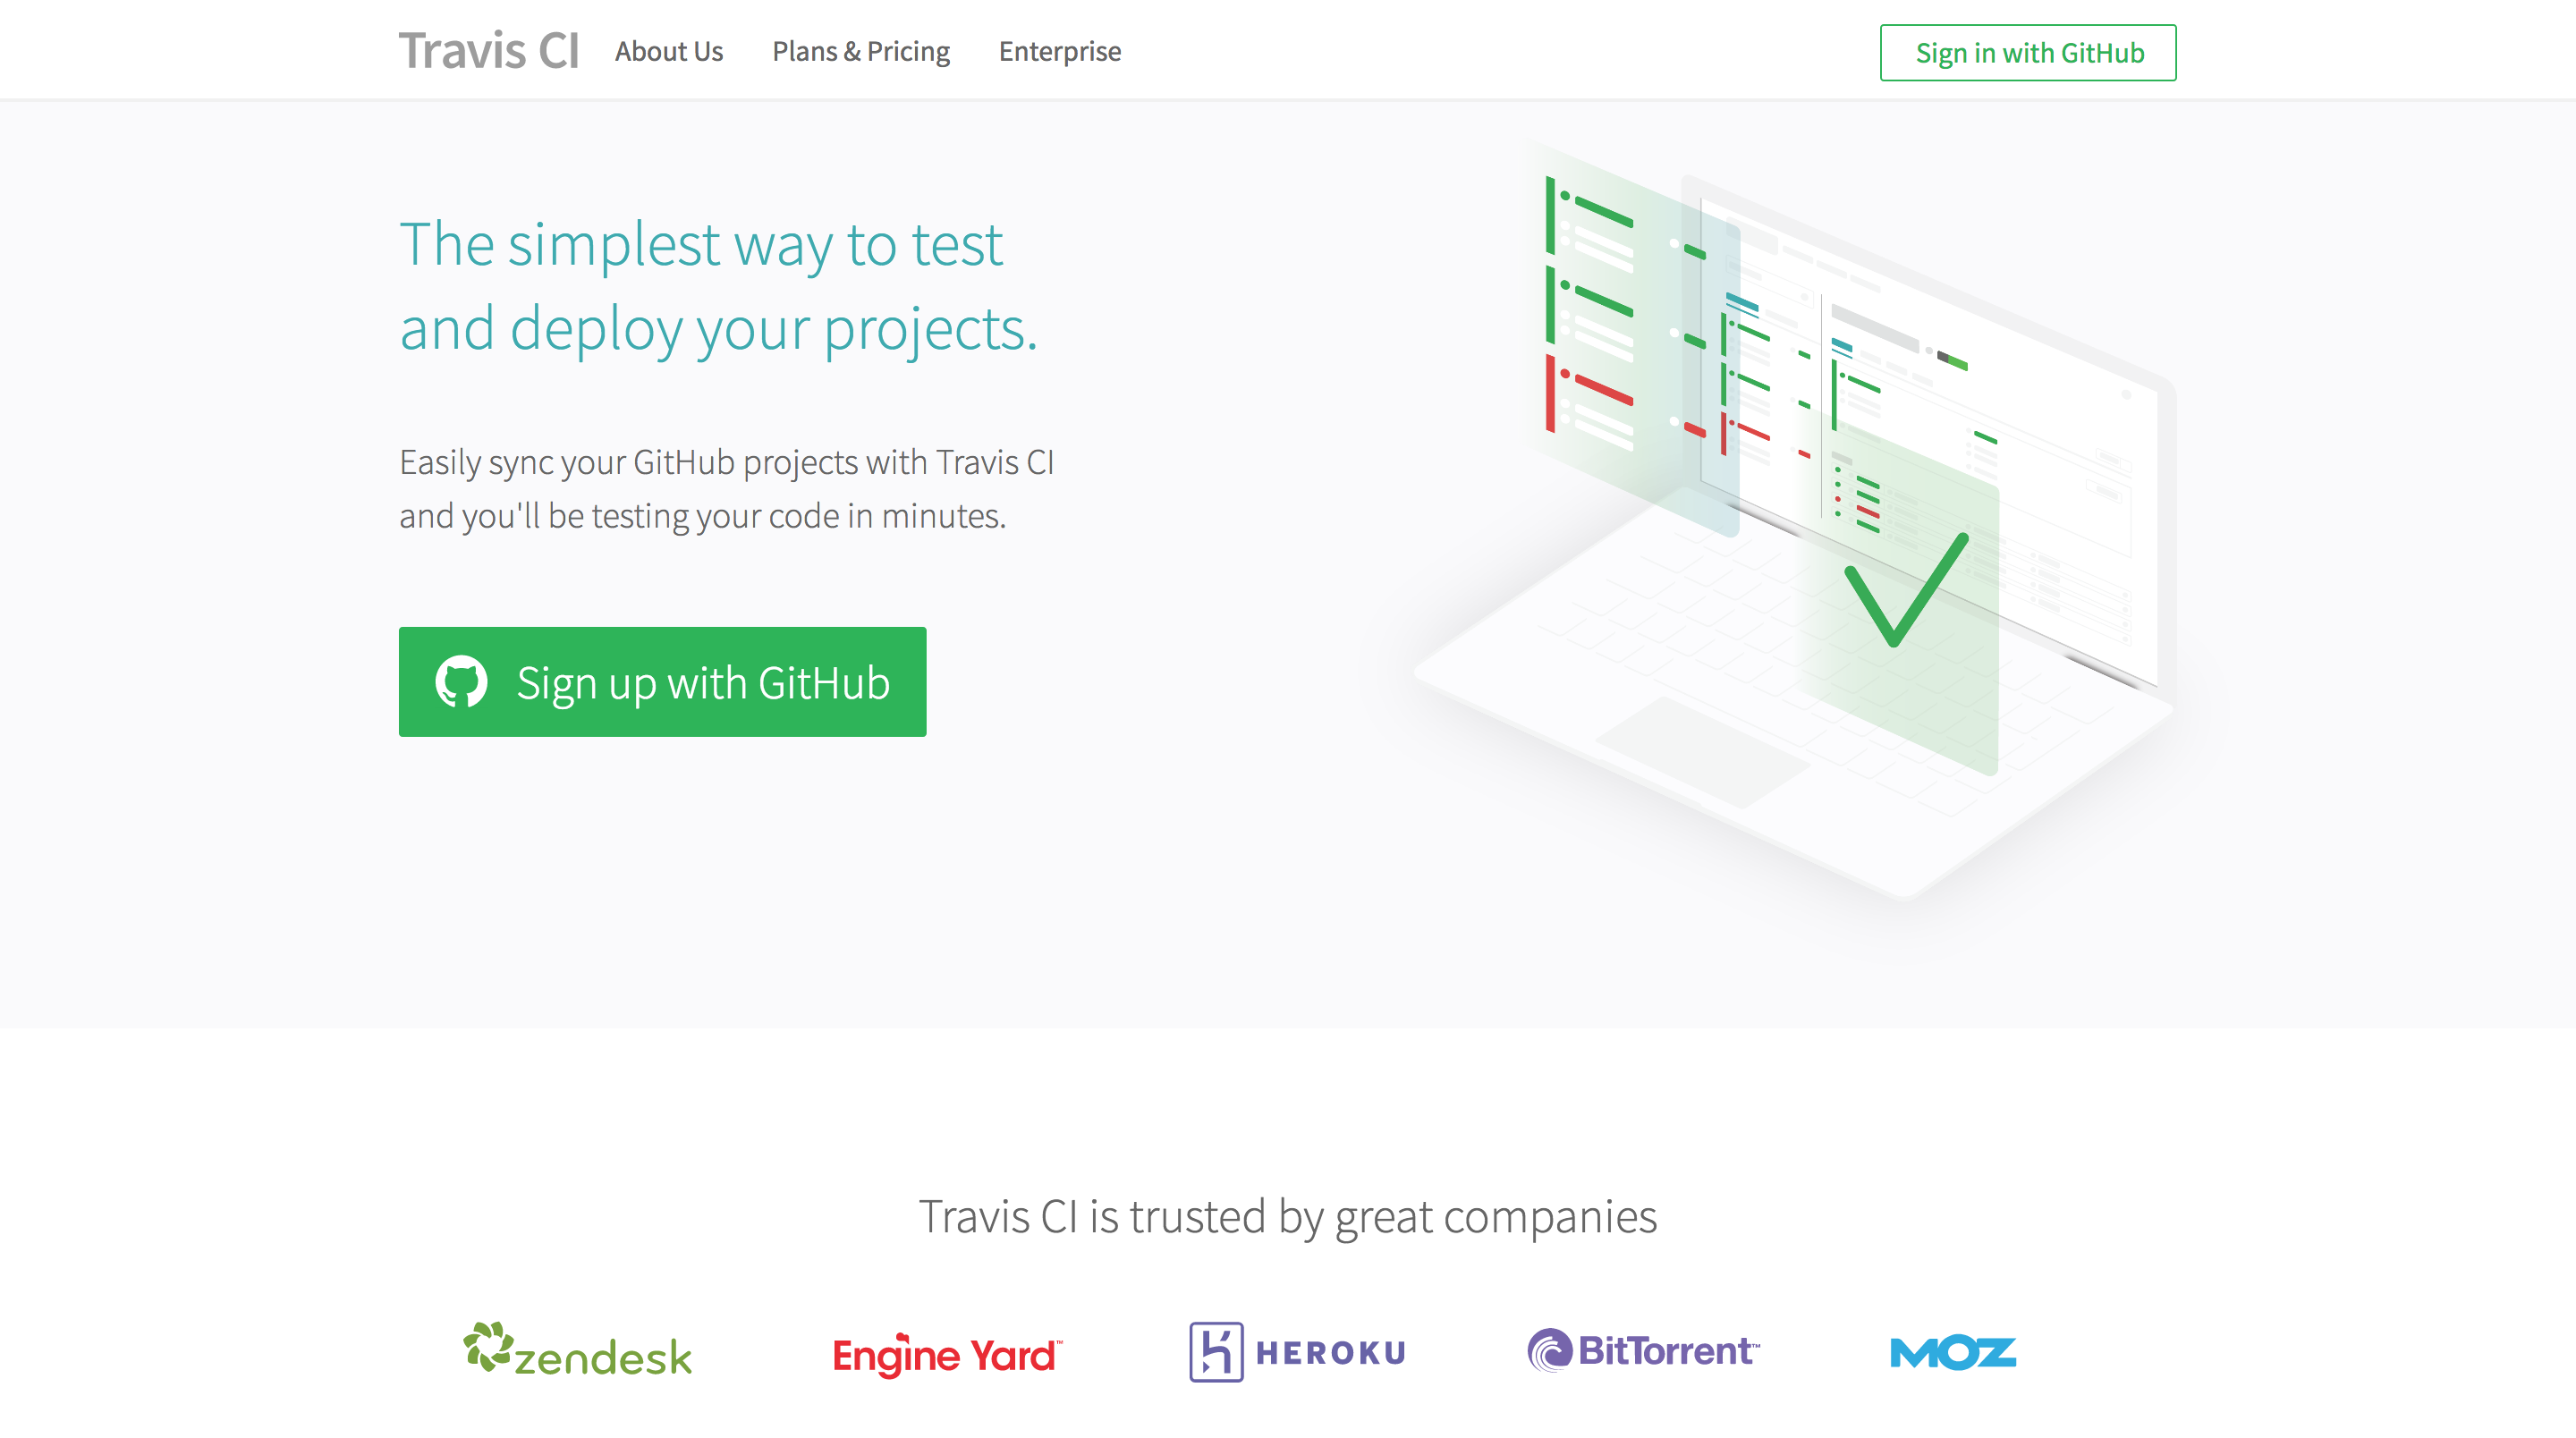 Travis CI About Us Plans & Pricing Enterprise Sign in with GitHub
The simplest way to test
and deploy your projects.
Easily sync your GitHub projects with Travis CI
and you'll be testing your code in minutes.
Sign up with GitHub
Travis CI is trusted by great companies
zendesk Engine Yard™ HEROKU BitTorrent™ MOZ